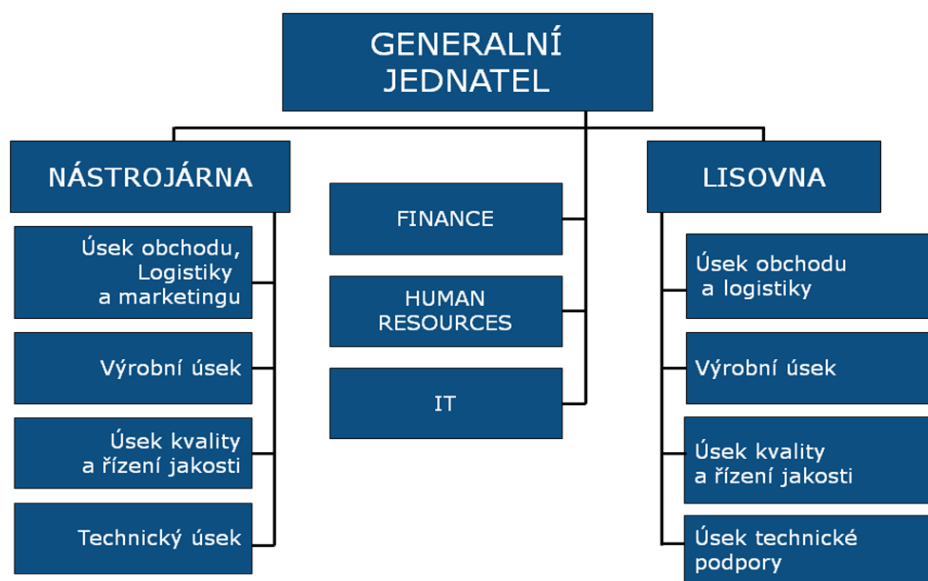 GENERALNÍ
JEDNATEL
NÁSTROJÁRNA
Úsek obchodu,
Logistiky
a marketingu
Výrobní úsek
Úsek kvality
a řízení jakosti
Technický úsek
FINANCE
HUMAN
RESOURCES
IT
LISOVNA
Úsek obchodu
a logistiky
Výrobní úsek
Úsek kvality
a řízení jakosti
Úsek technické
podpory